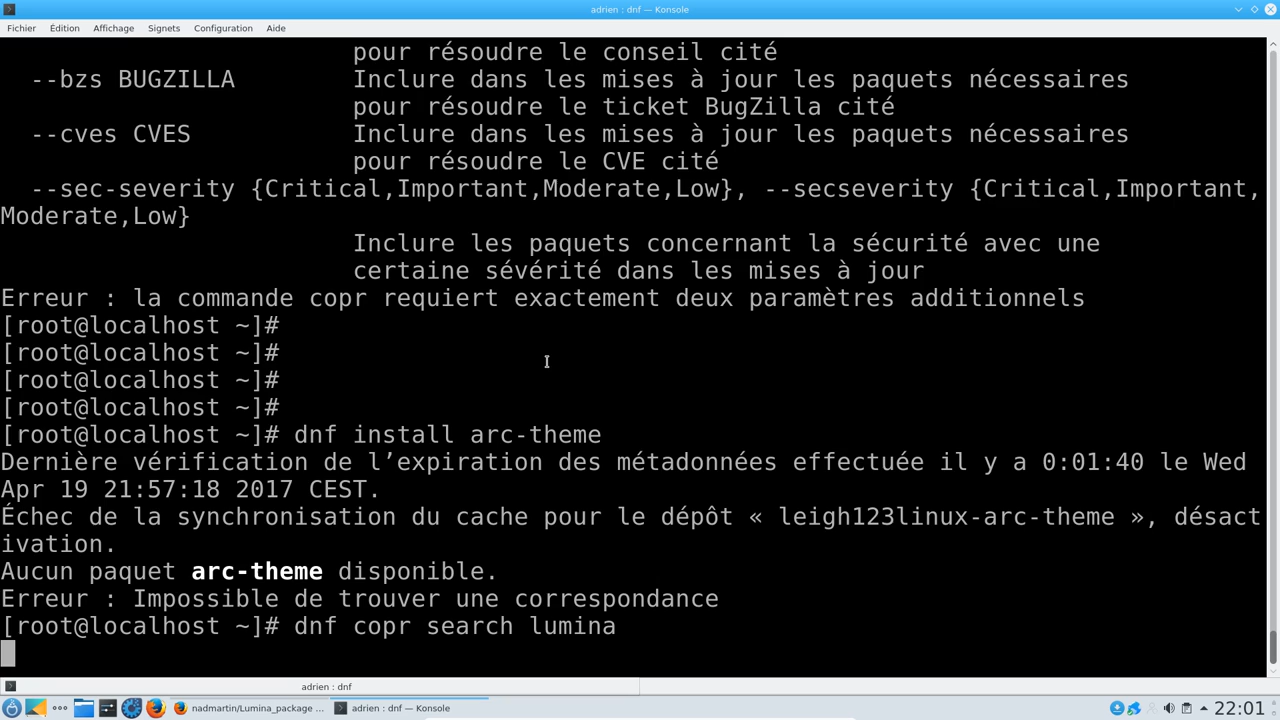 adrien : dnf — Konsole
Fichier Édition Affichage Signets Configuration Aide
pour résoudre le conseil cité
--bzs BUGZILLA Inclure dans les mises à jour les paquets nécessaires
pour résoudre le ticket BugZilla cité
--cves CVES Inclure dans les mises à jour les paquets nécessaires
pour résoudre le CVE cité
--sec-severity {Critical,Important,Moderate,Low}, --secseverity {Critical,Important,
Moderate,Low}
Inclure les paquets concernant la sécurité avec une
certaine sévérité dans les mises à jour
Erreur : la commande copr requiert exactement deux paramètres additionnels
[root@localhost ~]#
[root@localhost ~]#
[root@localhost ~]#
[root@localhost ~]#
[root@localhost ~]# dnf install arc-theme
Dernière vérification de l’expiration des métadonnées effectuée il y a 0:01:40 le Wed
Apr 19 21:57:18 2017 CEST.
Échec de la synchronisation du cache pour le dépôt « leigh123linux-arc-theme », désact
ivation.
Aucun paquet arc-theme disponible.
Erreur : Impossible de trouver une correspondance
[root@localhost ~]# dnf copr search lumina
adrien : dnf
nadmartin/Lumina_package ... adrien : dnf — Konsole 22:01